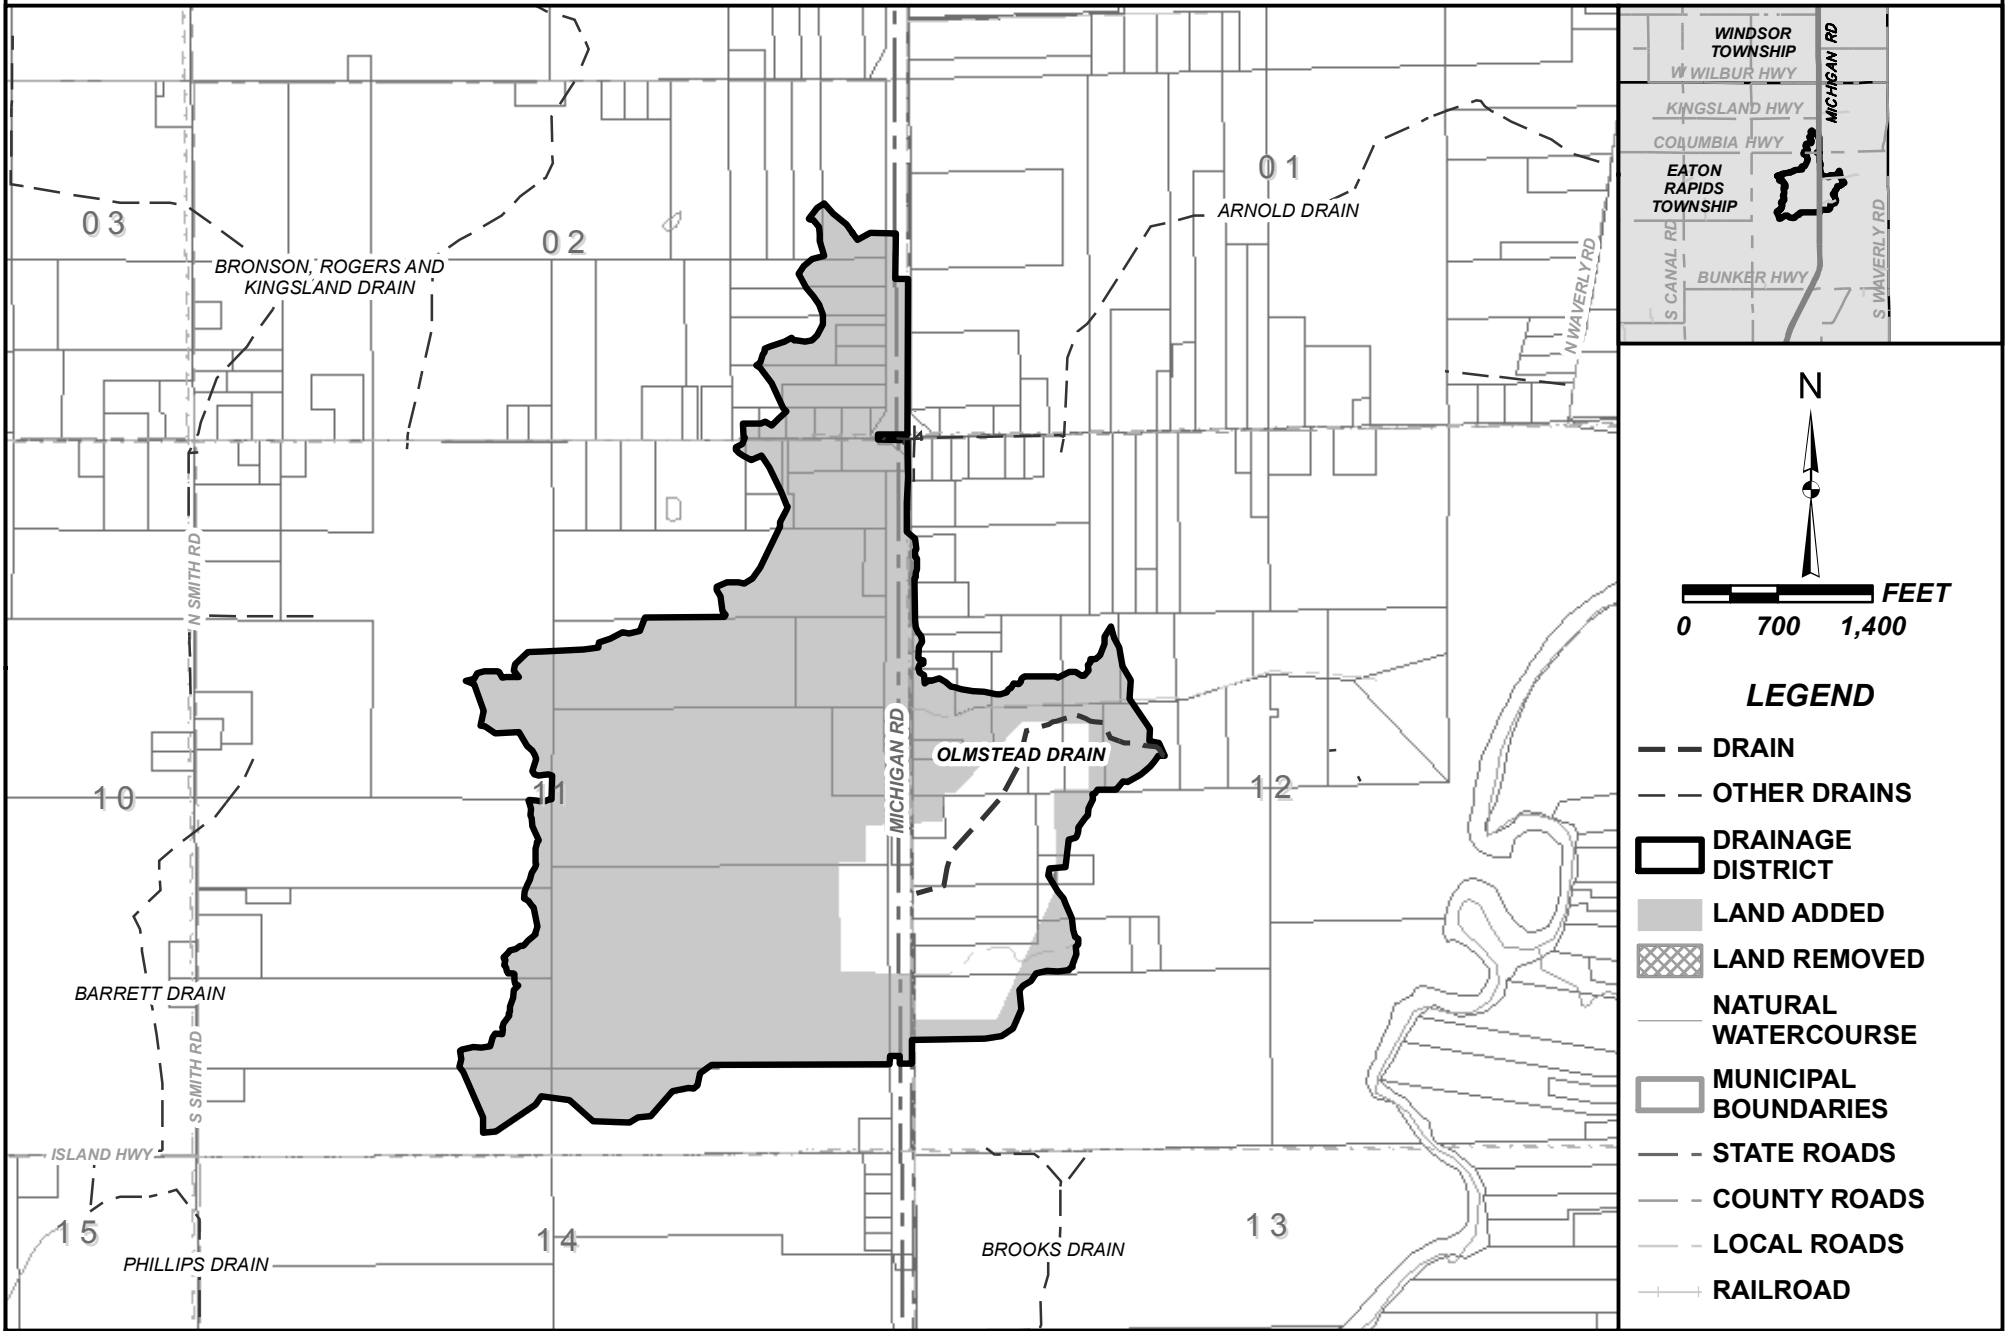 03
BRONSON, ROGERS AND
KINGSLAND DRAIN
02
01
ARNOLD DRAIN
N WAVERLY RD
N SMITH RD
MICHIGAN RD
OLMSTEAD DRAIN
10
11
12
BARRETT DRAIN
S SMITH RD
ISLAND HWY
15
PHILLIPS DRAIN
14
BROOKS DRAIN
13
WINDSOR
TOWNSHIP
MICHIGAN RD
W WILBUR HWY
KINGSLAND HWY
COLUMBIA HWY
EATON
RAPIDS
TOWNSHIP
S CANAL RD
BUNKER HWY
S WAVERLY RD
N
FEET
0 700 1,400
LEGEND
DRAIN
OTHER DRAINS
DRAINAGE
DISTRICT
LAND ADDED
LAND REMOVED
NATURAL
WATERCOURSE
MUNICIPAL
BOUNDARIES
STATE ROADS
COUNTY ROADS
LOCAL ROADS
RAILROAD